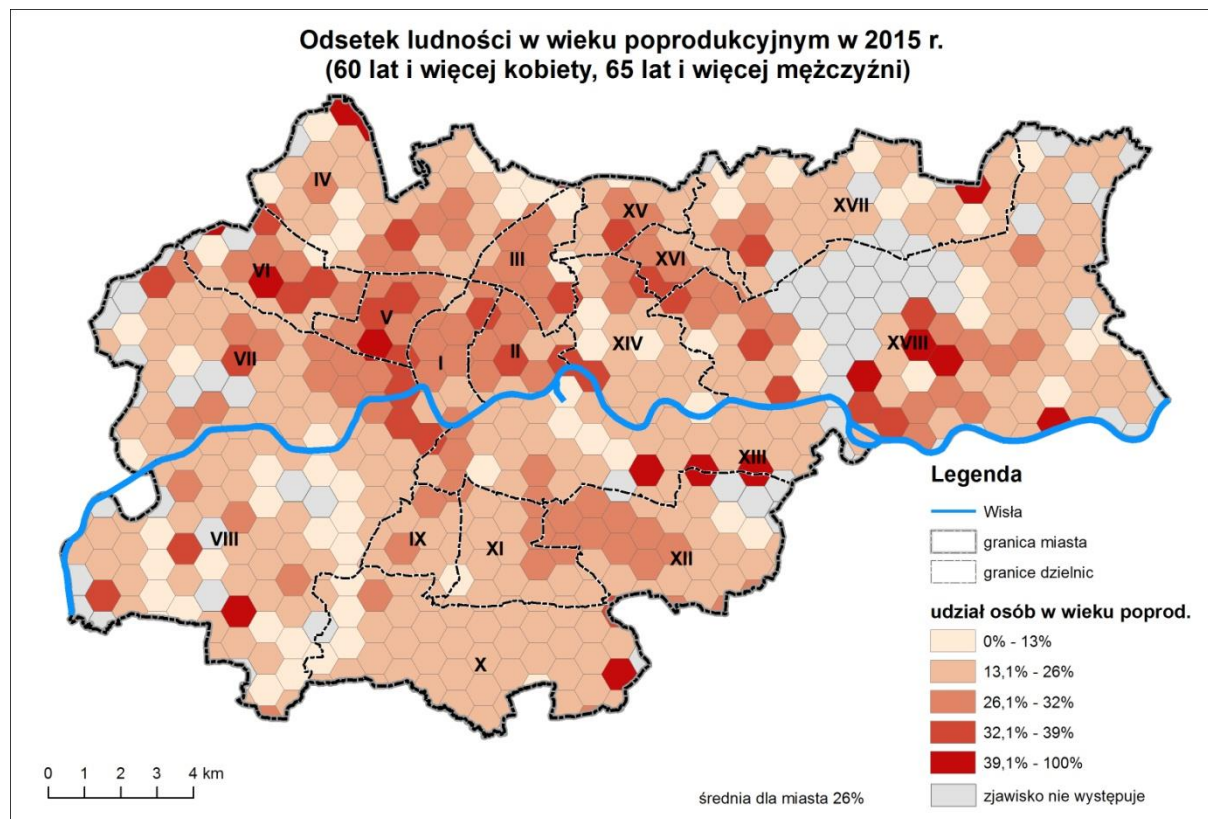 Odsetek ludności w wieku poprodukcyjnym w 2015 r.
(60 lat i więcej kobiety, 65 lat i więcej mężczyźni)
IV
XV
XVII
III
XVI
VI
V
XIV
XVIII
VII
I
II
XIII
VIII
IX
XI
XII
X
Legenda
Wisła
granica miasta
granice dzielnic
udział osób w wieku poprod.
0% - 13%
13,1% - 26%
26,1% - 32%
32,1% - 39%
39,1% - 100%
zjawisko nie występuje
0 1 2 3 4 km
średnia dla miasta 26%